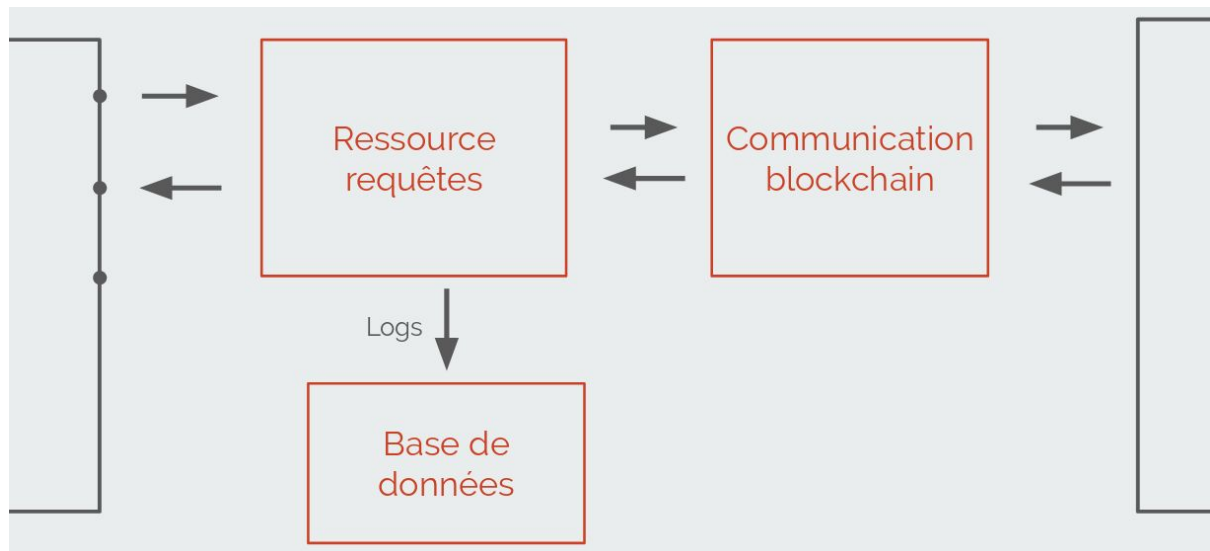 Ressource
requêtes
Communication
blockchain
Logs
Base de
données